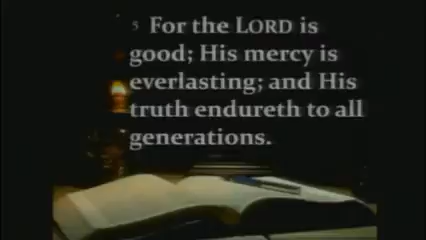 5 For the LORD is
good; His mercy is
everlasting; and His
truth endureth to all
generations.